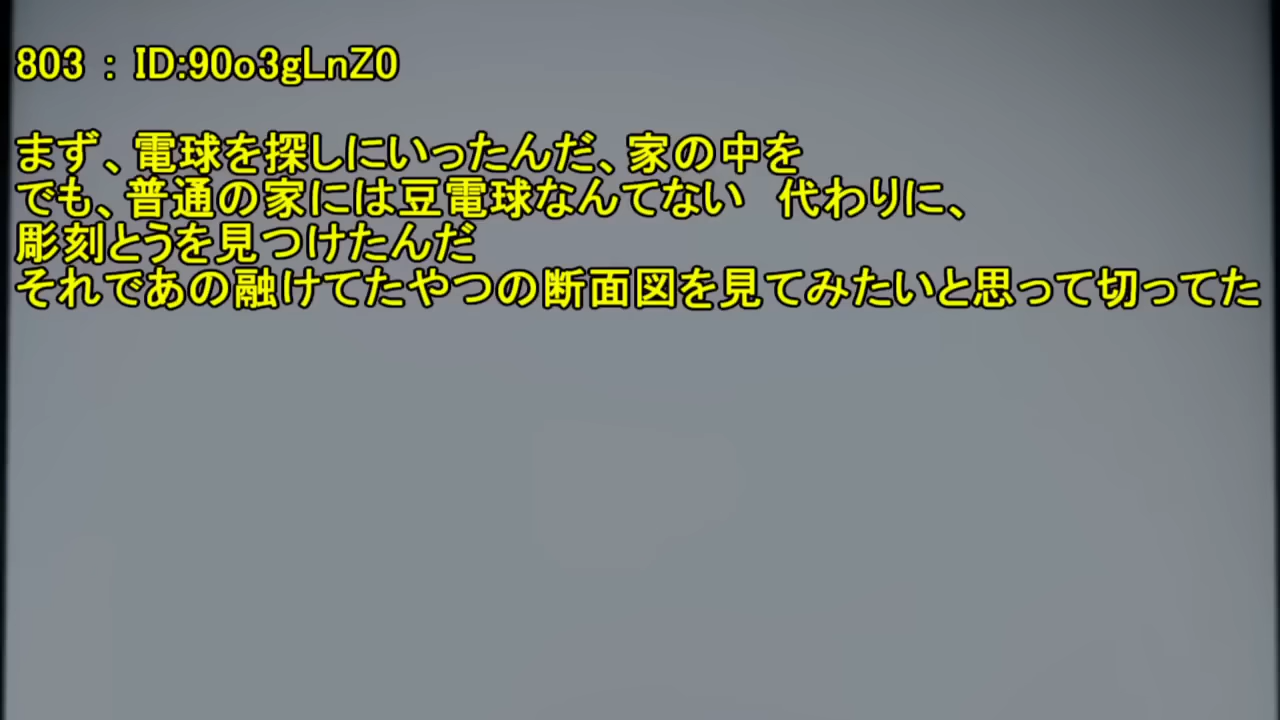 803 : ID:90o3gLnZ0
まず、電球を探しにいったんだ、家の中を
でも、普通の家には豆電球なんてない　代わりに、
彫刻とうを見つけたんだ
それであの融けてたやつの断面図を見てみたいと思って切ってた